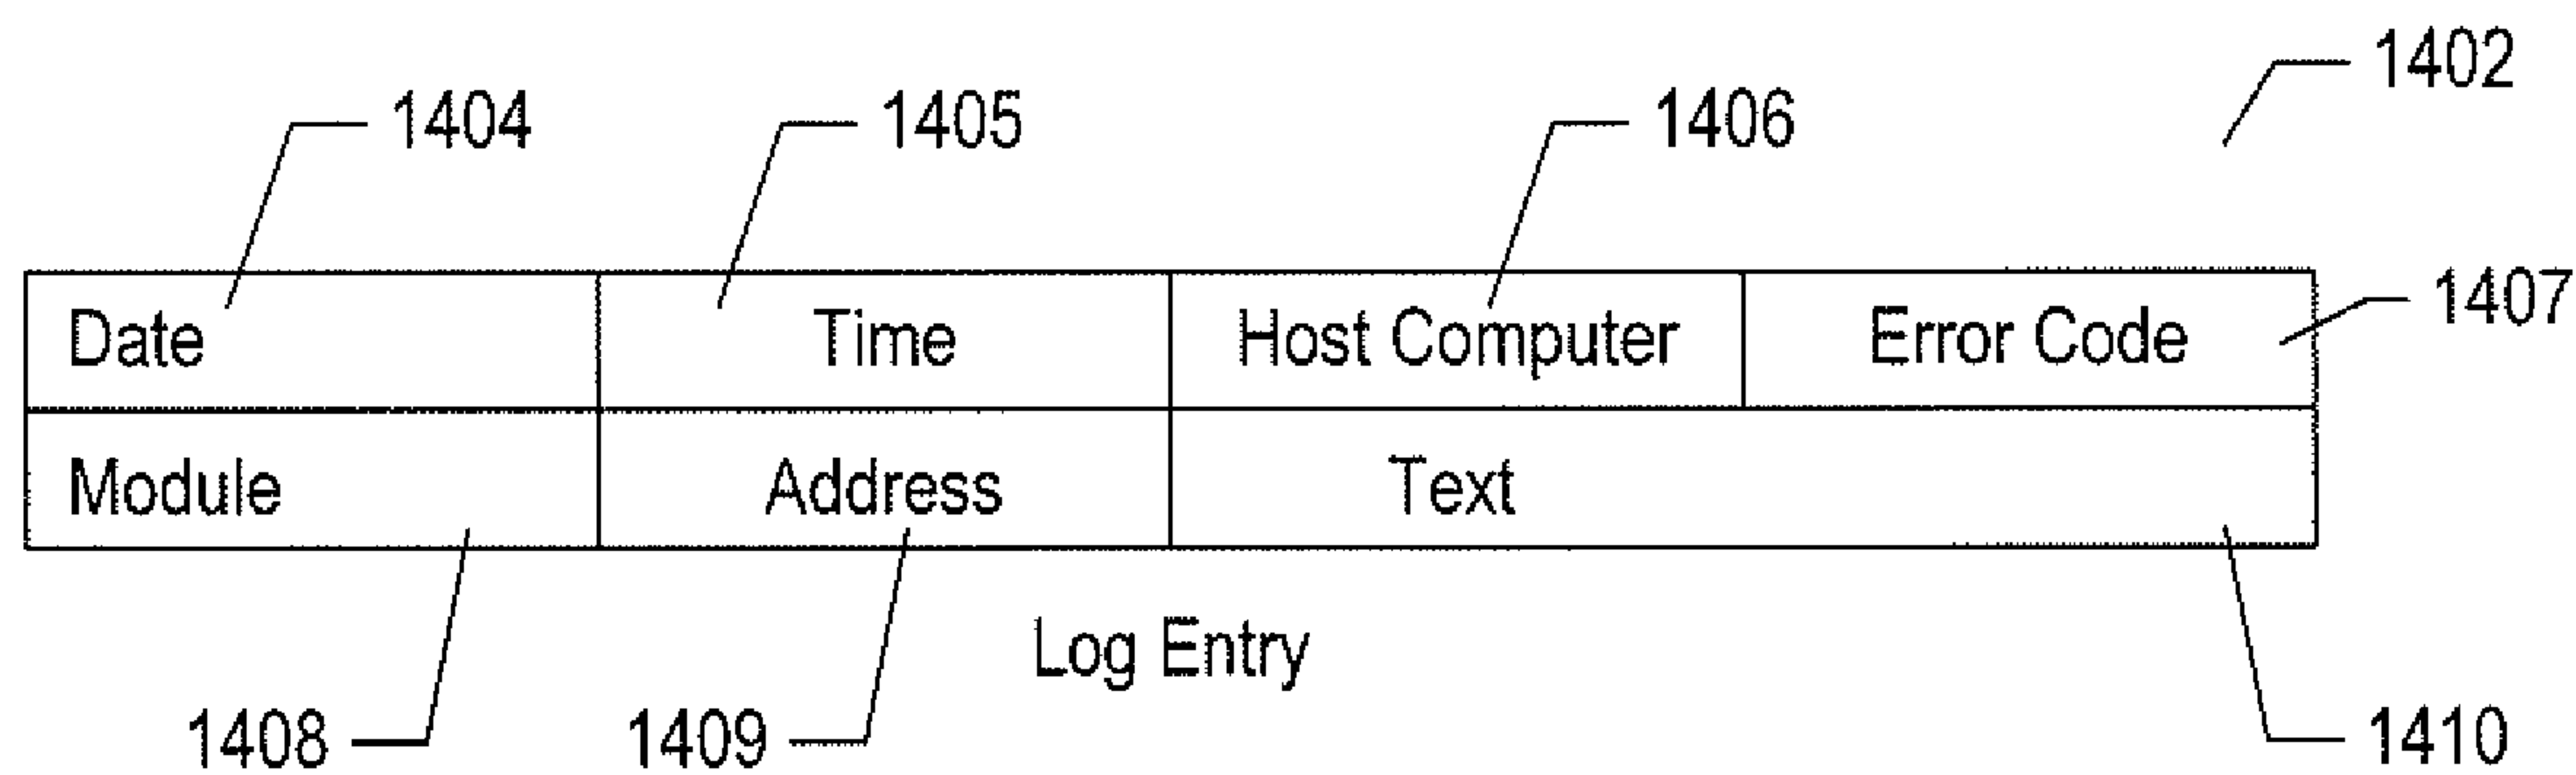 1402
1404 1405 1406
1407
Date Time Host Computer Error Code
Module Address Text
Log Entry
1408 1409 1410